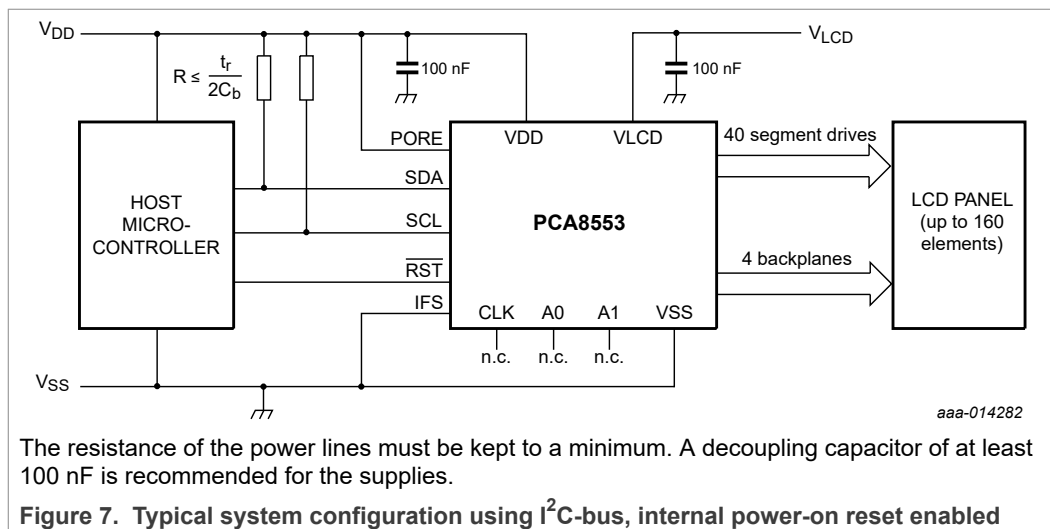 VDD
VLCD
R ≤ tr
2Cb
100 nF
100 nF
PORE
VDD
VLCD
40 segment drives
SDA
HOST
MICRO-
CONTROLLER
SCL
PCA8553
LCD PANEL
(up to 160
elements)
RST
4 backplanes
IFS
CLK
A0
A1
VSS
n.c.
n.c.
n.c.
VSS
aaa-014282
The resistance of the power lines must be kept to a minimum. A decoupling capacitor of at least
100 nF is recommended for the supplies.
Figure 7. Typical system configuration using I²C-bus, internal power-on reset enabled